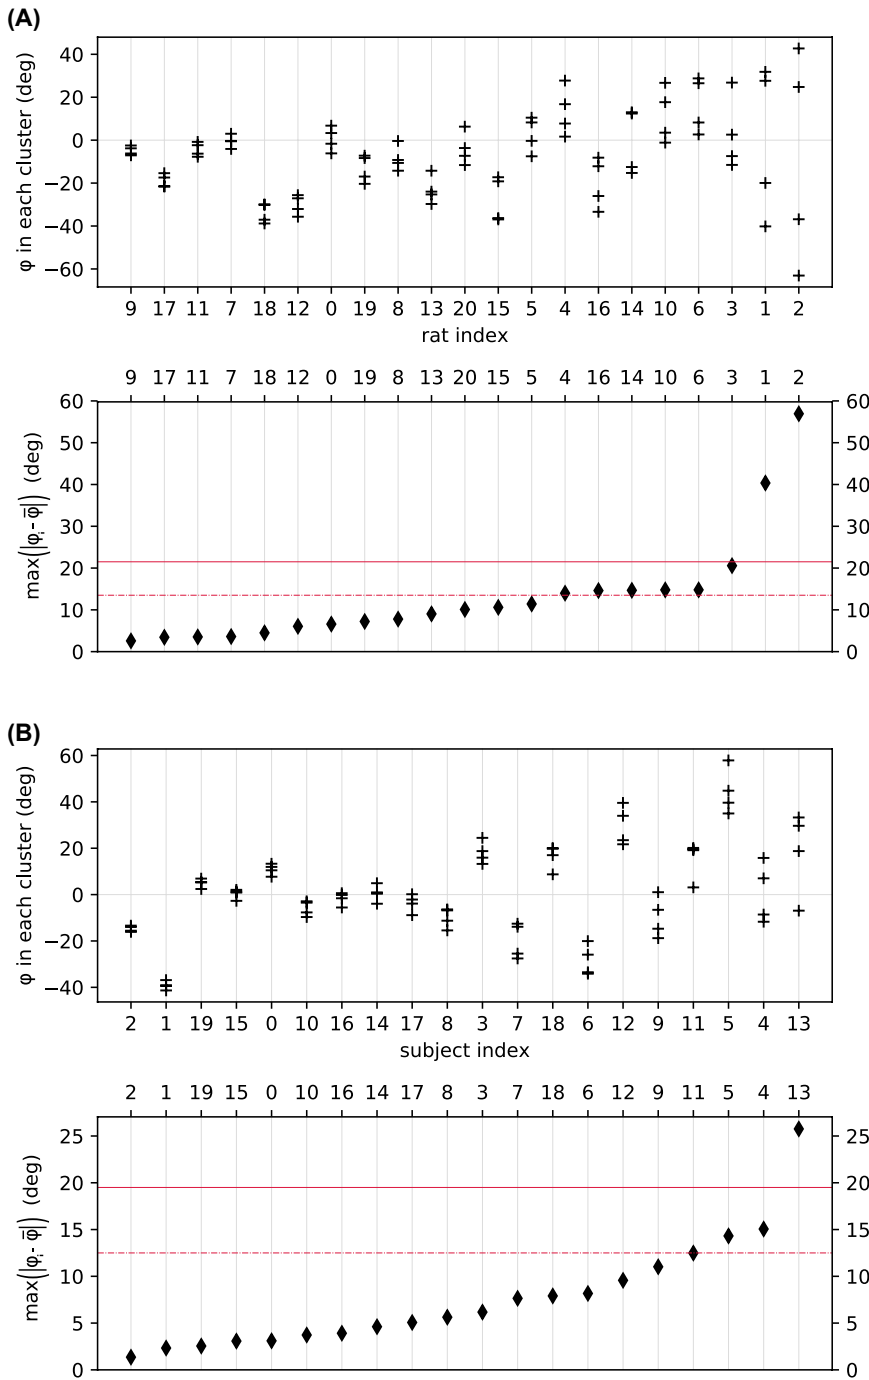 (A)
φ in each cluster (deg)
40
20
0
−20
−40
−60
9 17 11 7 18 12 0 19 8 13 20 15 5 4 16 14 10 6 3 1 2
rat index
9 17 11 7 18 12 0 19 8 13 20 15 5 4 16 14 10 6 3 1 2
max(|φᵢ- φ̄|) (deg)
60 60
50 50
40 40
30 30
20 20
10 10
0 0
(B)
φ in each cluster (deg)
60
40
20
0
−20
−40
2 1 19 15 0 10 16 14 17 8 3 7 18 6 12 9 11 5 4 13
subject index
2 1 19 15 0 10 16 14 17 8 3 7 18 6 12 9 11 5 4 13
max(|φᵢ- φ̄|) (deg)
25 25
20 20
15 15
10 10
5 5
0 0